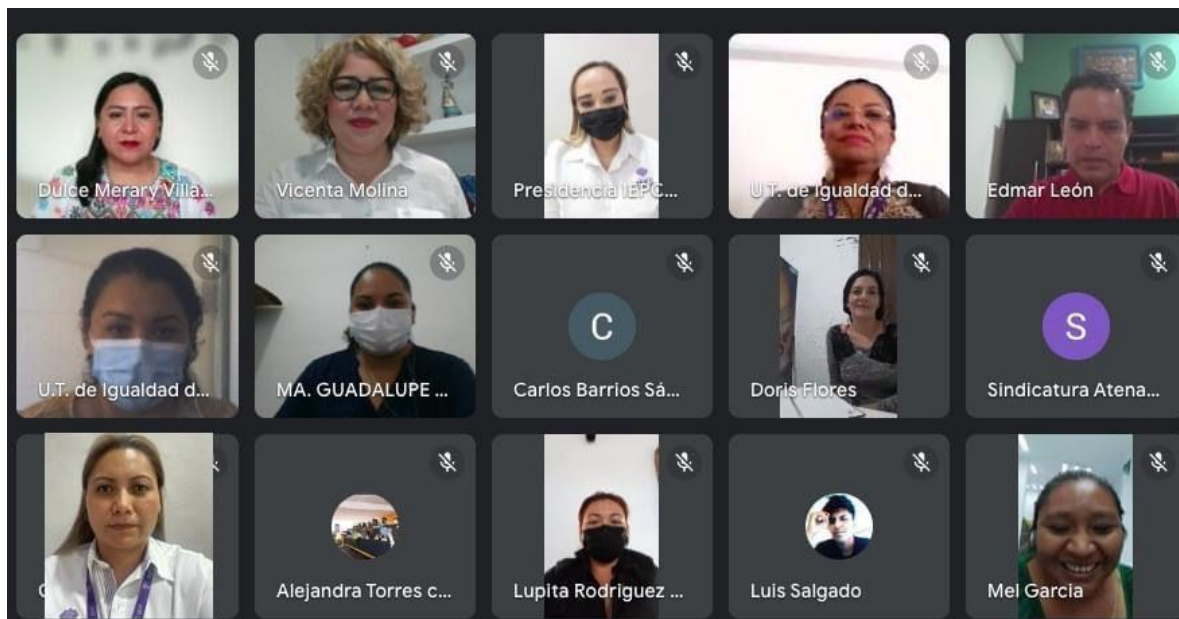 Dulce Merary Villa...
Vicenta Molina
Presidencia IEPC...
U.T. de Igualdad d...
Edmar León
U.T. de Igualdad d...
MA. GUADALUPE ...
C
Carlos Barrios Sá...
Doris Flores
S
Sindicatura Atena...
Alejandra Torres c...
Lupita Rodriguez ...
Luis Salgado
Mel Garcia